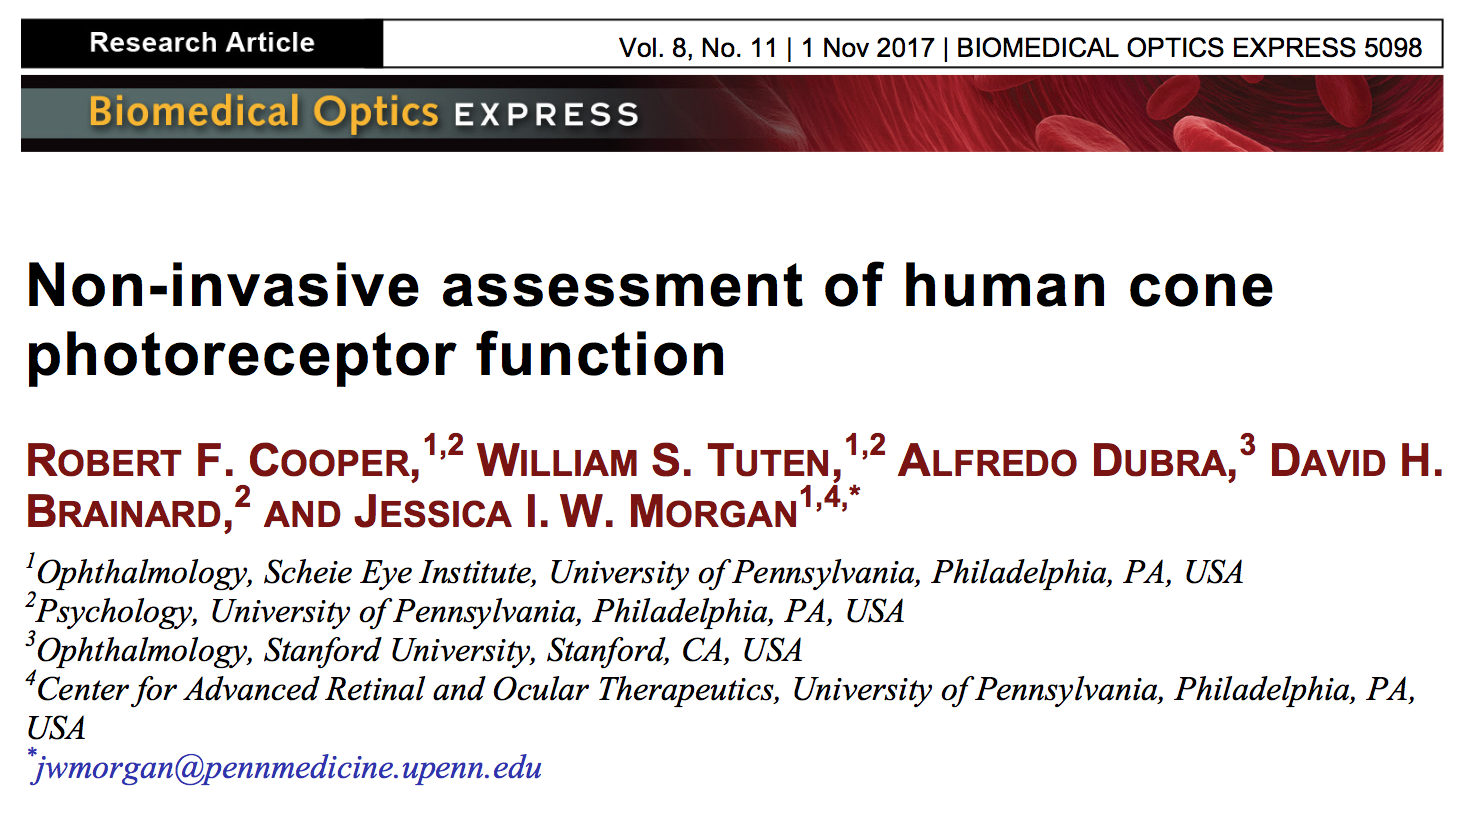 Research Article
Vol. 8, No. 11 | 1 Nov 2017 | BIOMEDICAL OPTICS EXPRESS 5098
Biomedical Optics EXPRESS
Non-invasive assessment of human cone
photoreceptor function
ROBERT F. COOPER,1,2 WILLIAM S. TUTEN,1,2 ALFREDO DUBRA,3 DAVID H.
BRAINARD,2 AND JESSICA I. W. MORGAN1,4,*
1Ophthalmology, Scheie Eye Institute, University of Pennsylvania, Philadelphia, PA, USA
2Psychology, University of Pennsylvania, Philadelphia, PA, USA
3Ophthalmology, Stanford University, Stanford, CA, USA
4Center for Advanced Retinal and Ocular Therapeutics, University of Pennsylvania, Philadelphia, PA,
USA
*jwmorgan@pennmedicine.upenn.edu